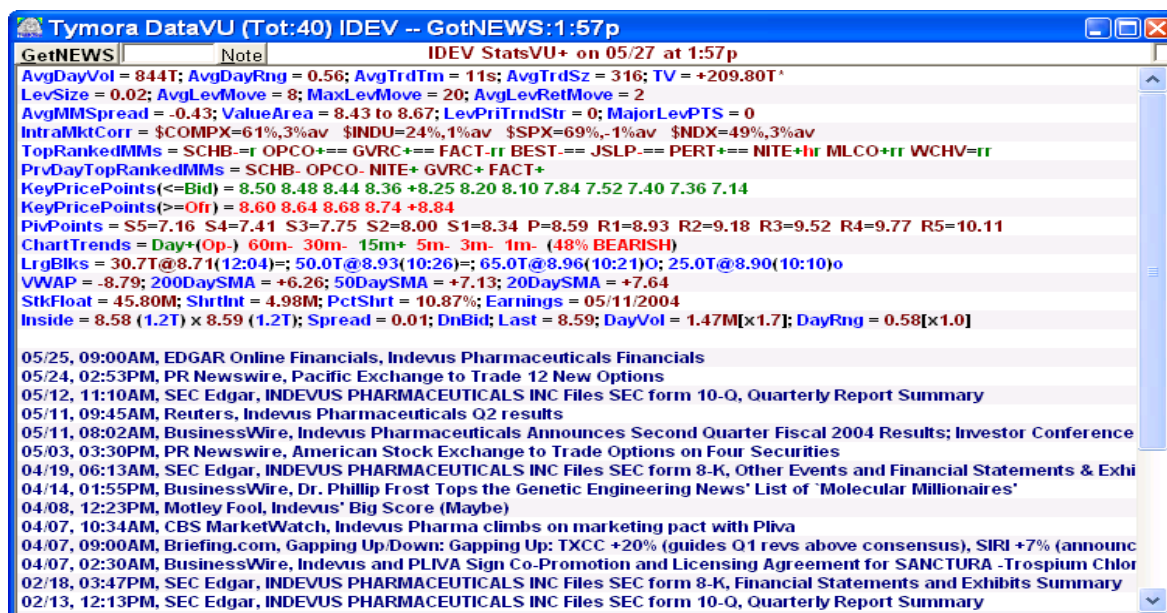 Tymora DataVU (Tot:40) IDEV -- GotNEWS:1:57p
GetNEWS Note IDEV StatsVU+ on 05/27 at 1:57p
AvgDayVol = 844T; AvgDayRng = 0.56; AvgTrdTm = 11s; AvgTrdSz = 316; TV = +209.80T*
LevSize = 0.02; AvgLevMove = 8; MaxLevMove = 20; AvgLevRetMove = 2
AvgMMSpread = -0.43; ValueArea = 8.43 to 8.67; LevPriTrndStr = 0; MajorLevPTS = 0
IntraMktCorr = $COMPX=61%,3%av $INDU=24%,1%av $SPX=69%,-1%av $NDX=49%,3%av
TopRankedMMs = SCHB-=r OPCO+== GVRC+== FACT-rr BEST-== JSLP-== PERT+== NITE+hr MLCO+rr WCHV=rr
PrvDayTopRankedMMs = SCHB- OPCO- NITE+ GVRC+ FACT+
KeyPricePoints(<=Bid) = 8.50 8.48 8.44 8.36 +8.25 8.20 8.10 7.84 7.52 7.40 7.36 7.14
KeyPricePoints(>=Ofr) = 8.60 8.64 8.68 8.74 +8.84
PivPoints = S5=7.16 S4=7.41 S3=7.75 S2=8.00 S1=8.34 P=8.59 R1=8.93 R2=9.18 R3=9.52 R4=9.77 R5=10.11
ChartTrends = Day+(Op-) 60m- 30m- 15m+ 5m- 3m- 1m- (48% BEARISH)
LrgBlks = 30.7T@8.71(12:04)=; 50.0T@8.93(10:26)=; 65.0T@8.96(10:21)O; 25.0T@8.90(10:10)o
VWAP = -8.79; 200DaySMA = +6.26; 50DaySMA = +7.13; 20DaySMA = +7.64
StkFloat = 45.80M; ShrtInt = 4.98M; PctShrt = 10.87%; Earnings = 05/11/2004
Inside = 8.58 (1.2T) x 8.59 (1.2T); Spread = 0.01; DnBid; Last = 8.59; DayVol = 1.47M[x1.7]; DayRng = 0.58[x1.0]
05/25, 09:00AM, EDGAR Online Financials, Indevus Pharmaceuticals Financials
05/24, 02:53PM, PR Newswire, Pacific Exchange to Trade 12 New Options
05/12, 11:10AM, SEC Edgar, INDEVUS PHARMACEUTICALS INC Files SEC form 10-Q, Quarterly Report Summary
05/11, 09:45AM, Reuters, Indevus Pharmaceuticals Q2 results
05/11, 08:02AM, BusinessWire, Indevus Pharmaceuticals Announces Second Quarter Fiscal 2004 Results; Investor Conference
05/03, 03:30PM, PR Newswire, American Stock Exchange to Trade Options on Four Securities
04/19, 06:13AM, SEC Edgar, INDEVUS PHARMACEUTICALS INC Files SEC form 8-K, Other Events and Financial Statements & Exhi
04/14, 01:55PM, BusinessWire, Dr. Phillip Frost Tops the Genetic Engineering News' List of `Molecular Millionaires'
04/08, 12:23PM, Motley Fool, Indevus' Big Score (Maybe)
04/07, 10:34AM, CBS MarketWatch, Indevus Pharma climbs on marketing pact with Pliva
04/07, 09:00AM, Briefing.com, Gapping Up/Down: Gapping Up: TXCC +20% (guides Q1 revs above consensus), SIRI +7% (announc
04/07, 02:30AM, BusinessWire, Indevus and PLIVA Sign Co-Promotion and Licensing Agreement for SANCTURA -Trospium Chlor
02/18, 03:47PM, SEC Edgar, INDEVUS PHARMACEUTICALS INC Files SEC form 8-K, Financial Statements and Exhibits Summary
02/13, 12:13PM, SEC Edgar, INDEVUS PHARMACEUTICALS INC Files SEC form 10-Q, Quarterly Report Summary